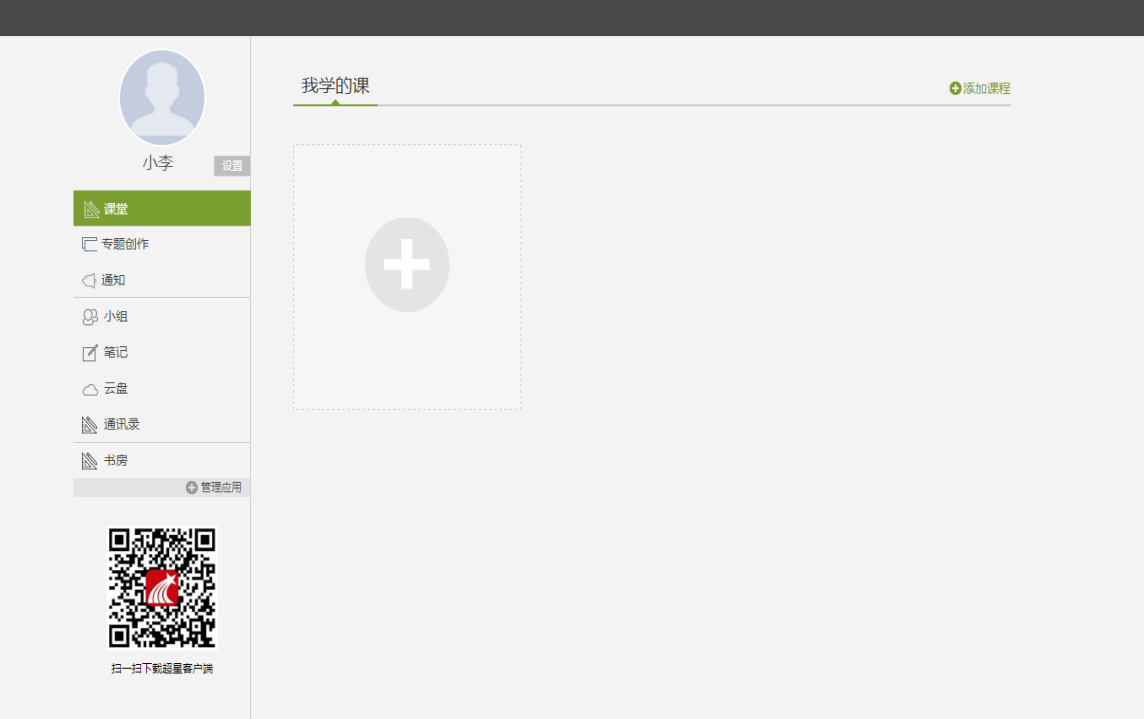 小李
设置
课堂
专题创作
通知
小组
笔记
云盘
通讯录
书房
管理应用
扫一扫下载超星客户端
我学的课
添加课程